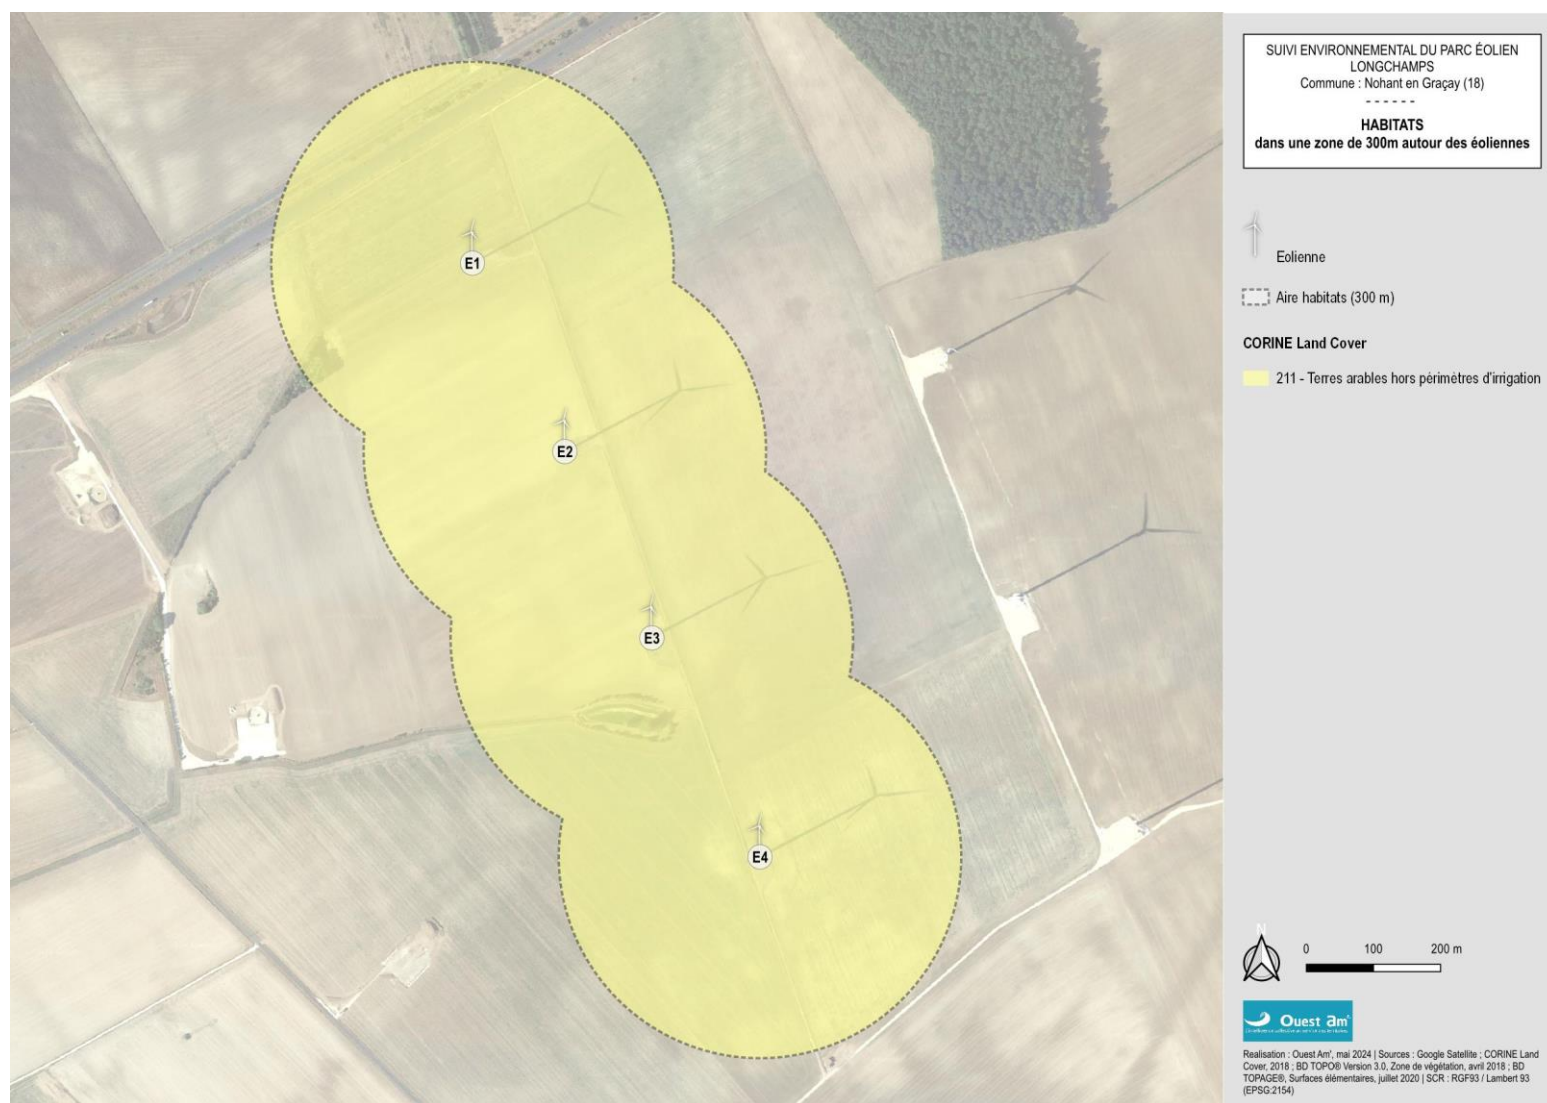 SUIVI ENVIRONNEMENTAL DU PARC ÉOLIEN
LONGCHAMPS
Commune : Nohant en Graçay (18)
HABITATS
dans une zone de 300m autour des éoliennes
Eolienne
Aire habitats (300 m)
CORINE Land Cover
211 - Terres arables hors périmètres d'irrigation
E1
E2
E3
E4
N
0 100 200 m
Ouest am'
Realisation : Ouest Am', mai 2024 | Sources : Google Satellite ; CORINE Land
Cover, 2018 ; BD TOPO® Version 3.0, Zone de végétation, avril 2018 ; BD
TOPAGE®, Surfaces élémentaires, juillet 2020 | SCR : RGF93 / Lambert 93
(EPSG:2154)